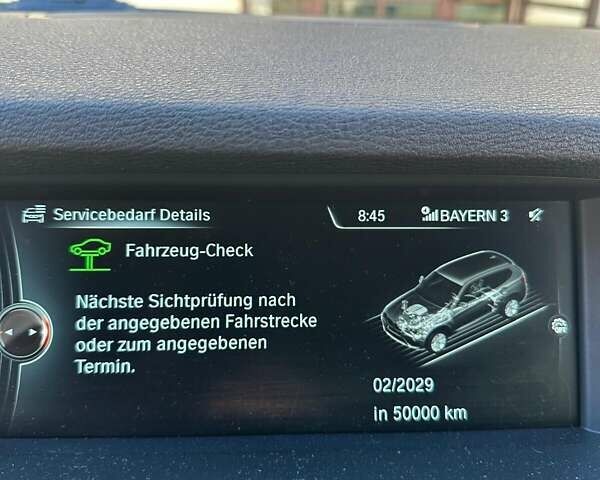 Servicebedarf Details
8:45
BAYERN 3
Fahrzeug-Check
Nächste Sichtprüfung nach
der angegebenen Fahrstrecke
oder zum angegebenen
Termin.
02/2029
in 50000 km